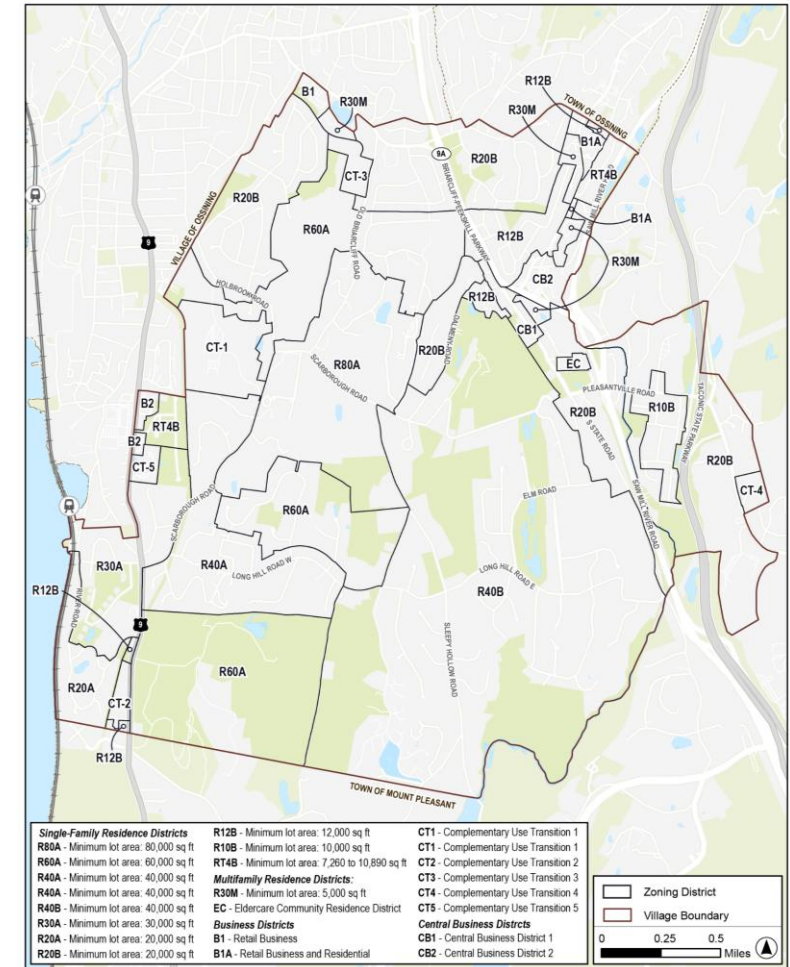 R12B
B1
R30M
R30M
TOWN OF OSSINING
B1A
9A
R20B
CT-3
RT4B
R20B
BRIARCLIFF-PEEKSKILL PARKWAY
VILLAGE OF OSSINING
R60A
OLD BRIARCLIFF ROAD
B1A
R12B
9
R30M
CB2
HOLBROOK ROAD
R12B
CB1
DALMENY ROAD
CT-1
R20B
R80A
EC
SCARBOROUGH ROAD
PLEASANTVILLE ROAD
TACONIC STATE PARKWAY
B2
R10B
R20B
RT4B
S STATE ROAD
B2
R20B
CT-5
CT-4
ELM ROAD
SAW MILL RIVER ROAD
SCARBOROUGH ROAD
R60A
R30A
R40A
LONG HILL ROAD W
LONG HILL ROAD E
R12B
R40B
RIVER ROAD
9
SLEEPY HOLLOW ROAD
R60A
R20A
CT-2
R12B
TOWN OF MOUNT PLEASANT
Single-Family Residence Districts
R80A - Minimum lot area: 80,000 sq ft
R60A - Minimum lot area: 60,000 sq ft
R40A - Minimum lot area: 40,000 sq ft
R40A - Minimum lot area: 40,000 sq ft
R40B - Minimum lot area: 40,000 sq ft
R30A - Minimum lot area: 30,000 sq ft
R20A - Minimum lot area: 20,000 sq ft
R20B - Minimum lot area: 20,000 sq ft
R12B - Minimum lot area: 12,000 sq ft
R10B - Minimum lot area: 10,000 sq ft
RT4B - Minimum lot area: 7,260 to 10,890 sq ft
Multifamily Residence Districts:
R30M - Minimum lot area: 5,000 sq ft
EC - Eldercare Community Residence District
Business Districts
B1 - Retail Business
B1A - Retail Business and Residential
CT1 - Complementary Use Transition 1
CT1 - Complementary Use Transition 1
CT2 - Complementary Use Transition 2
CT3 - Complementary Use Transition 3
CT4 - Complementary Use Transition 4
CT5 - Complementary Use Transition 5
Central Business Distrcts
CB1 - Central Business District 1
CB2 - Central Business District 2
Zoning District
Village Boundary
0 0.25 0.5
Miles